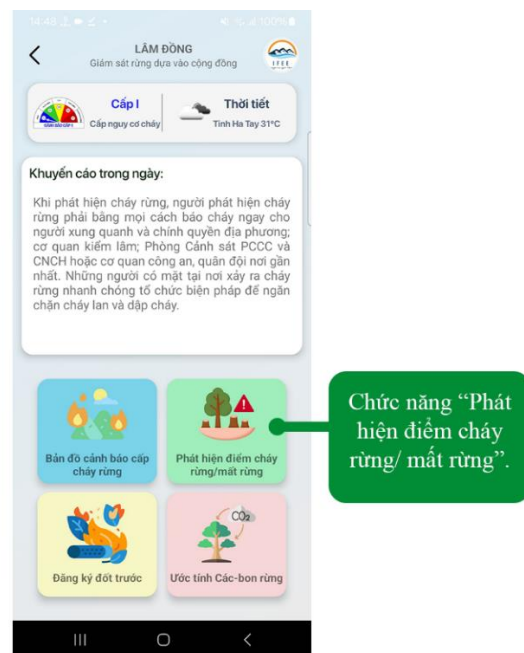 14:48
100%
LÂM ĐỒNG
Giám sát rừng dựa vào cộng đồng
IFEE
Cấp I
Cấp nguy cơ cháy
Thời tiết
Tinh Ha Tay 31°C
Khuyến cáo trong ngày:
Khi phát hiện cháy rừng, người phát hiện cháy
rừng phải bằng mọi cách báo cháy ngay cho
người xung quanh và chính quyền địa phương;
cơ quan kiểm lâm; Phòng Cảnh sát PCCC và
CNCH hoặc cơ quan công an, quân đội nơi gần
nhất. Những người có mặt tại nơi xảy ra cháy
rừng nhanh chóng tổ chức biện pháp để ngăn
chặn cháy lan và dập cháy.
Bản đồ cảnh báo cấp
cháy rừng
Phát hiện điểm cháy
rừng/mất rừng
CO₂
Đăng ký đốt trước
Ước tính Các-bon rừng
Chức năng “Phát
hiện điểm cháy
rừng/ mất rừng”.